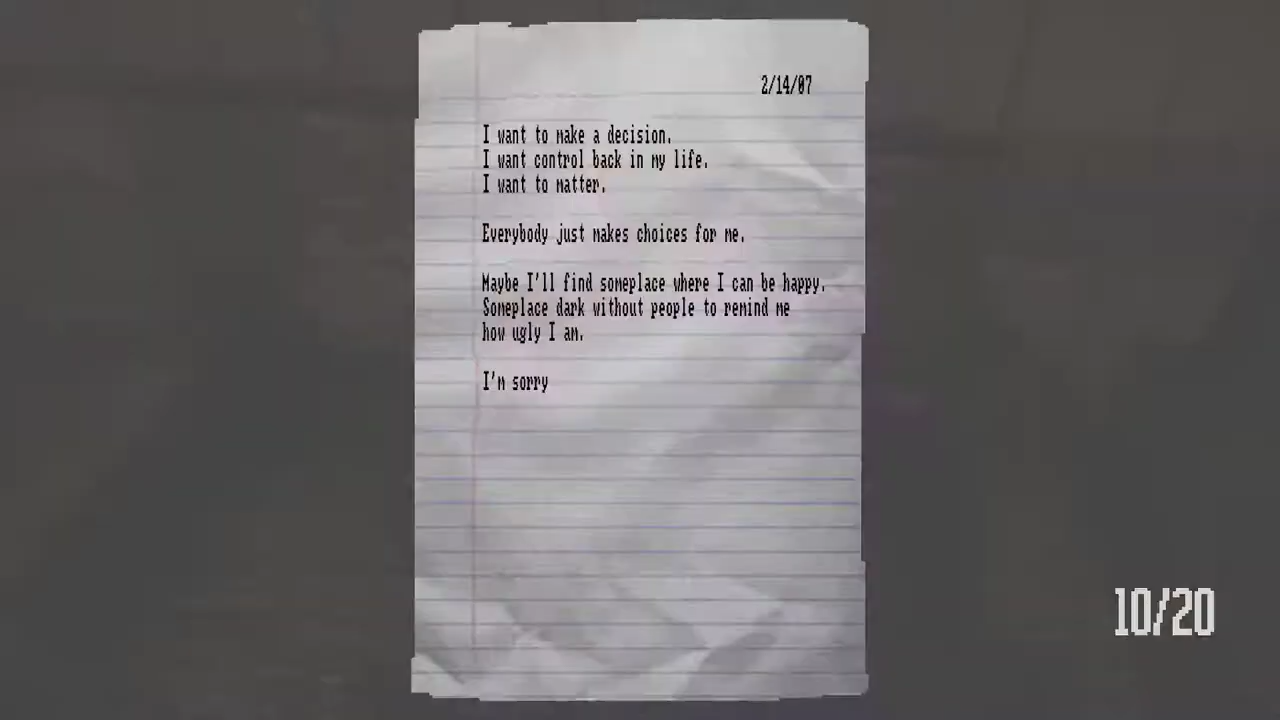 2/14/07
I want to make a decision.
I want control back in my life.
I want to matter.
Everybody just makes choices for me.
Maybe I'll find someplace where I can be happy.
Someplace dark without people to remind me
how ugly I am.
I'm sorry
10/20